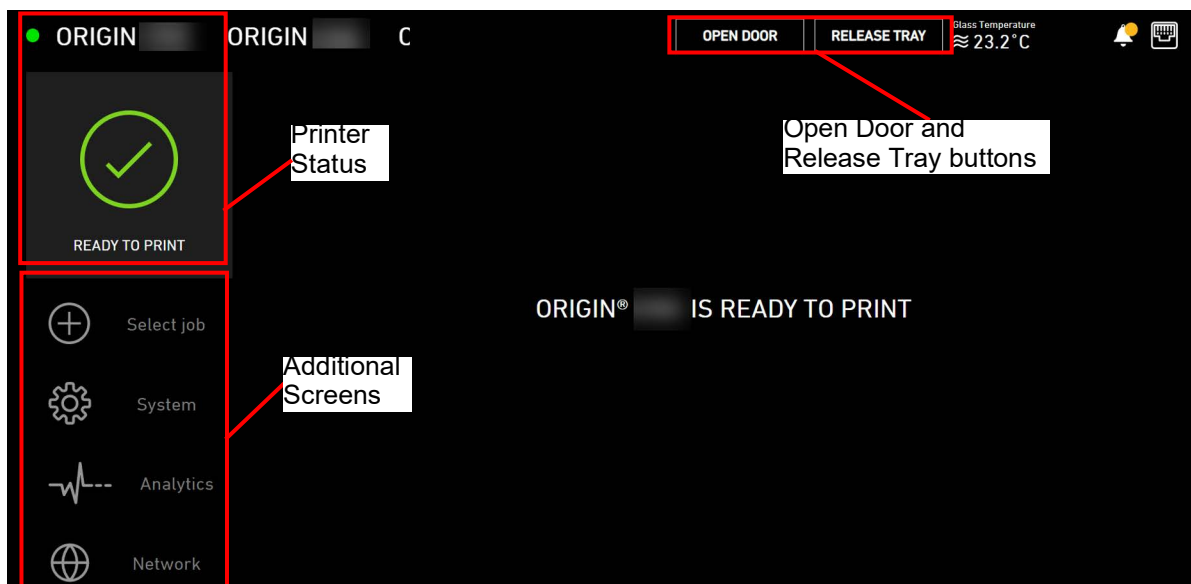 ORIGIN ORIGIN
OPEN DOOR RELEASE TRAY
Glass Temperature
≋ 23.2°C
READY TO PRINT
Printer
Status
Open Door and
Release Tray buttons
ORIGIN® IS READY TO PRINT
Select job
System
Analytics
Network
Additional
Screens